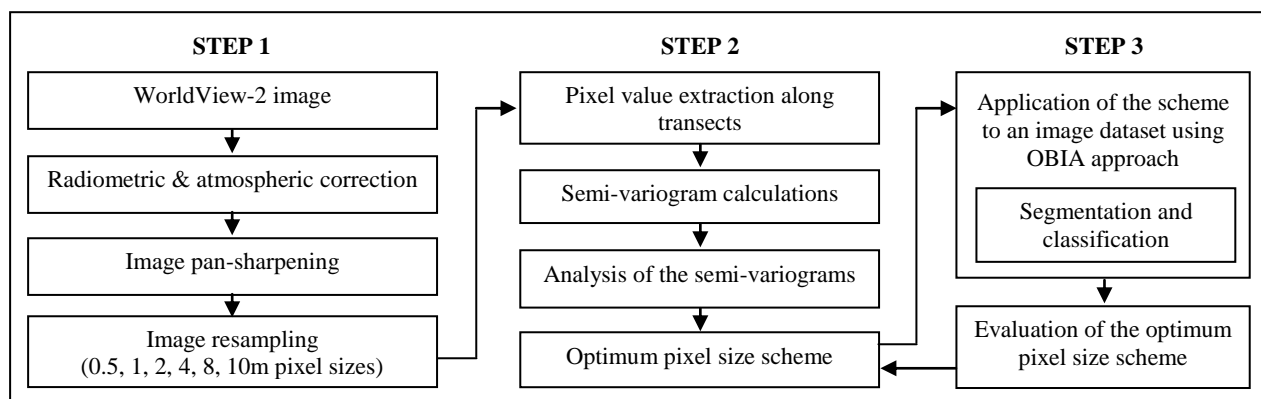 STEP 1
WorldView-2 image
Radiometric & atmospheric correction
Image pan-sharpening
Image resampling
(0.5, 1, 2, 4, 8, 10m pixel sizes)
STEP 2
Pixel value extraction along
transects
Semi-variogram calculations
Analysis of the semi-variograms
Optimum pixel size scheme
STEP 3
Application of the scheme
to an image dataset using
OBIA approach
Segmentation and
classification
Evaluation of the optimum
pixel size scheme